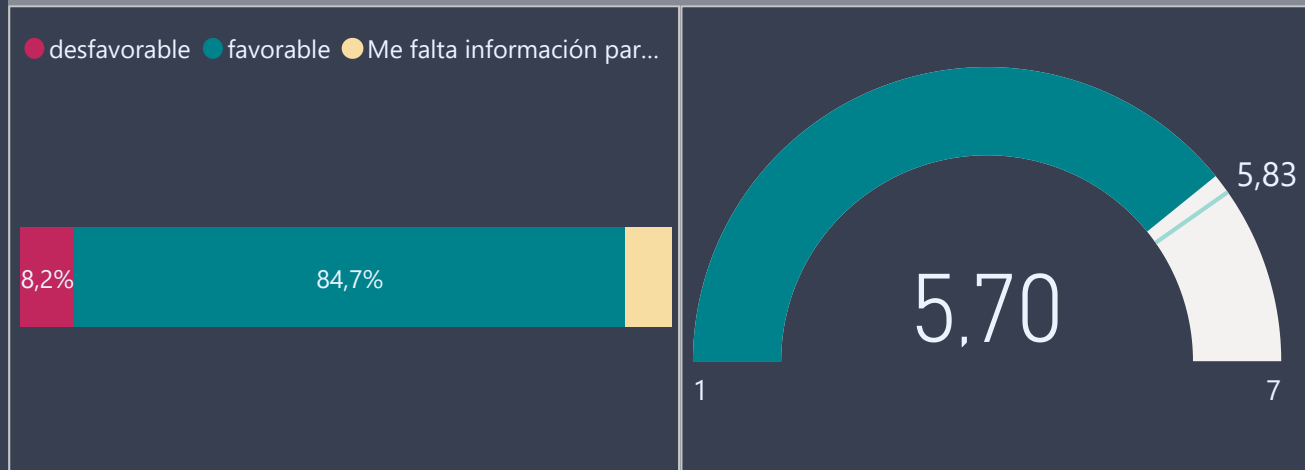 desfavorable favorable Me falta información par...
8,2% 84,7%
5,83
5,70
1 7